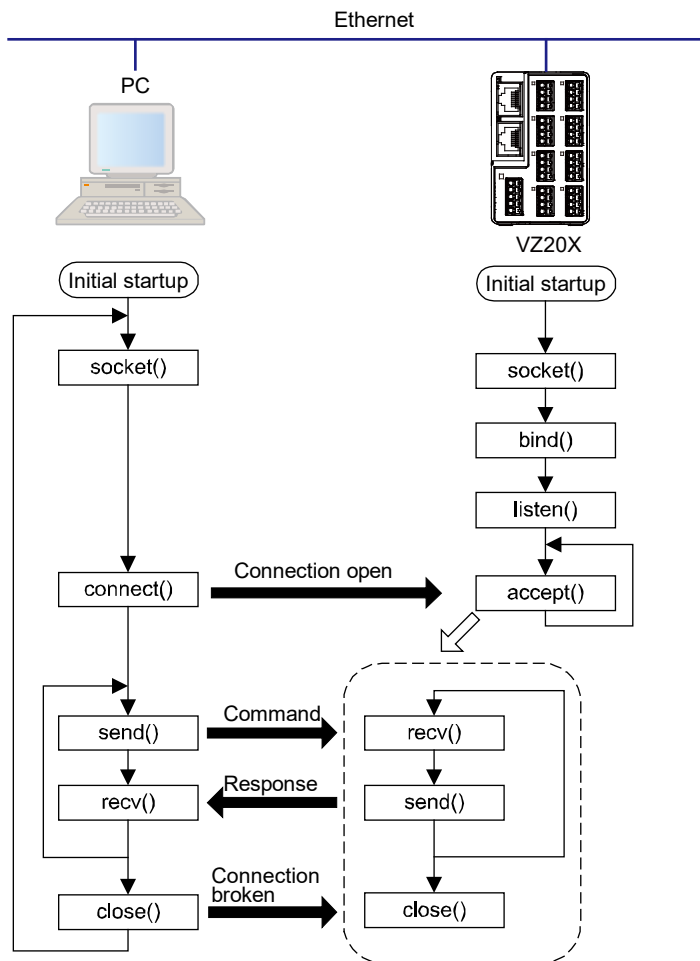 Ethernet
PC
VZ20X
Initial startup
socket()
connect()
send()
recv()
close()
Initial startup
socket()
bind()
listen()
accept()
recv()
send()
close()
Connection open
Command
Response
Connection
broken